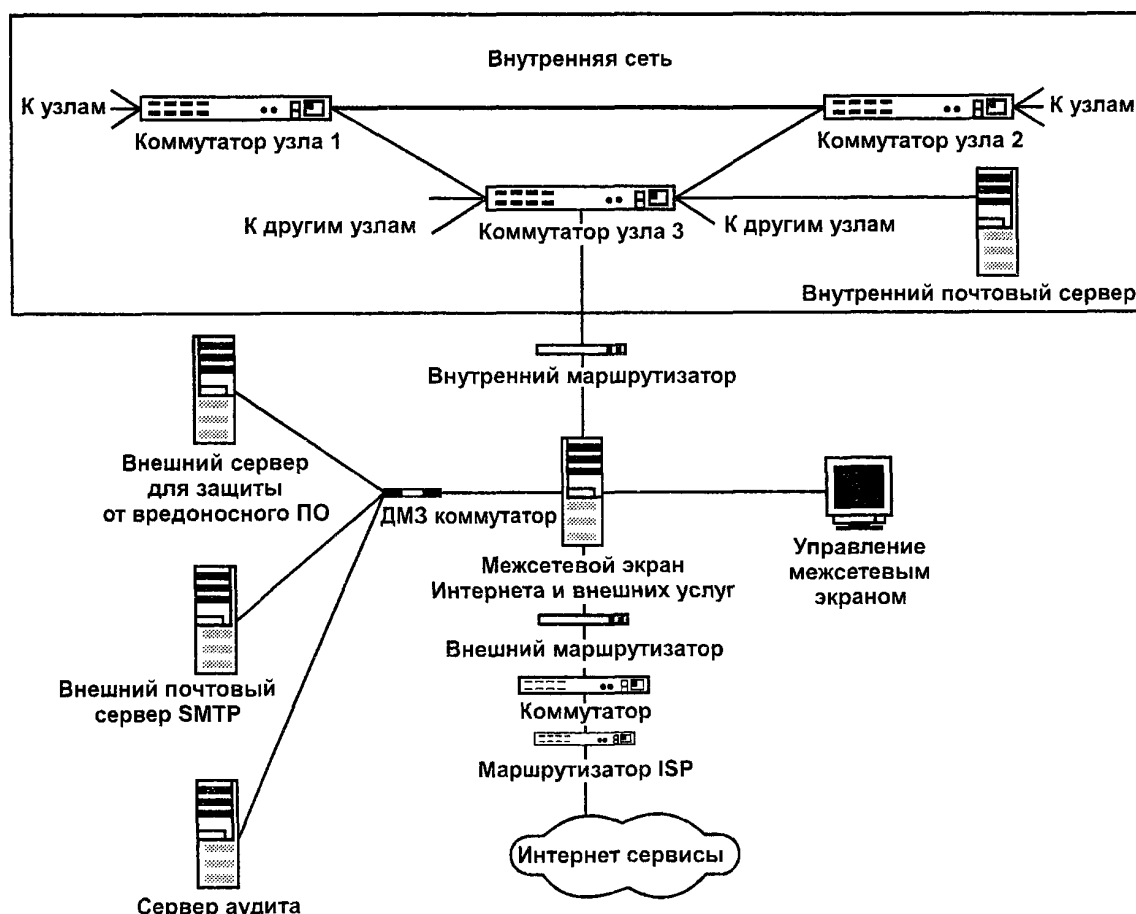 Внутренняя сеть
К узлам
К узлам
Коммутатор узла 1
Коммутатор узла 2
К другим узлам
Коммутатор узла 3
К другим узлам
Внутренний почтовый сервер
Внутренний маршрутизатор
Внешний сервер
для защиты
от вредоносного ПО
ДМЗ коммутатор
Межсетевой экран
Интернета и внешних услуг
Управление
межсетевым
экраном
Внешний маршрутизатор
Внешний почтовый
сервер SMTP
Коммутатор
Маршрутизатор ISP
Интернет сервисы
Сервер аудита